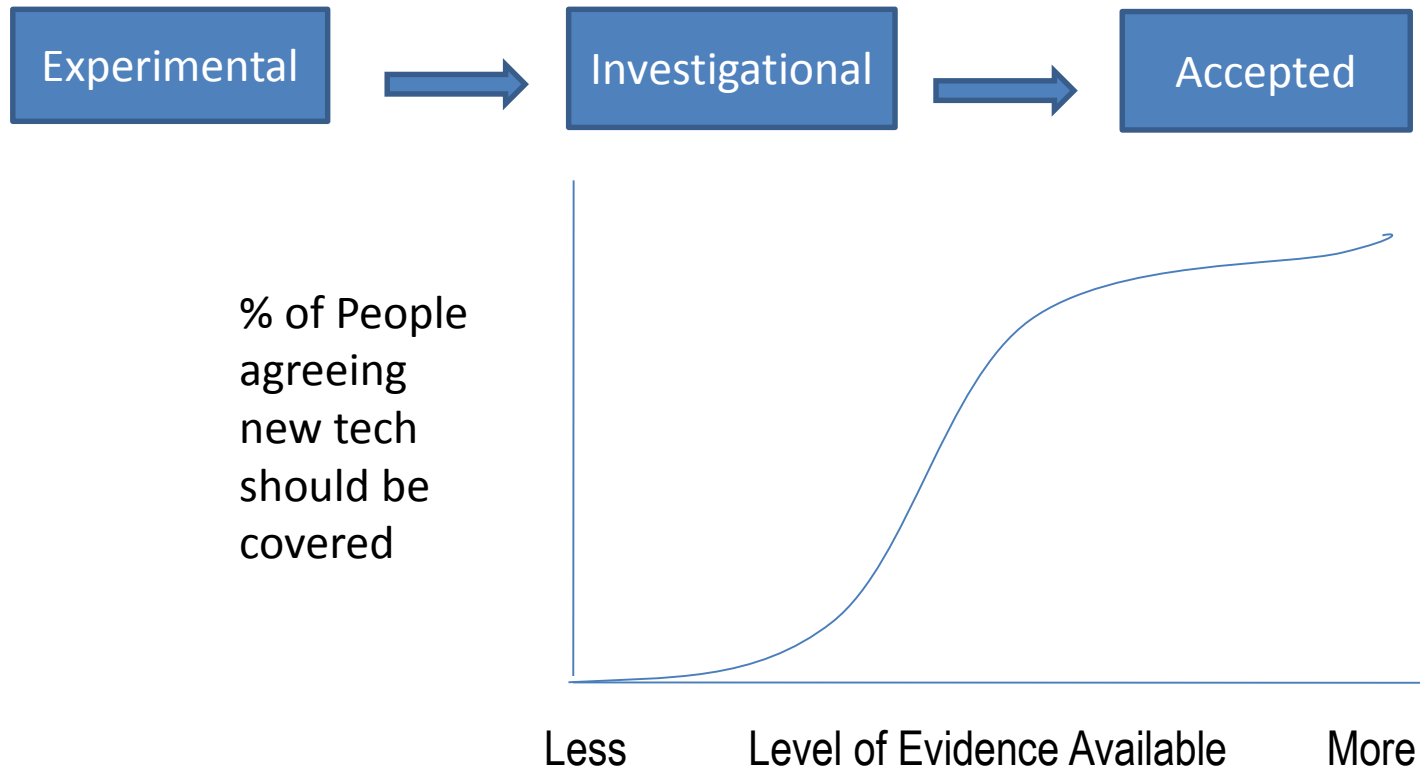 Experimental
Investigational
Accepted
% of People
agreeing
new tech
should be
covered
Less
Level of Evidence Available
More